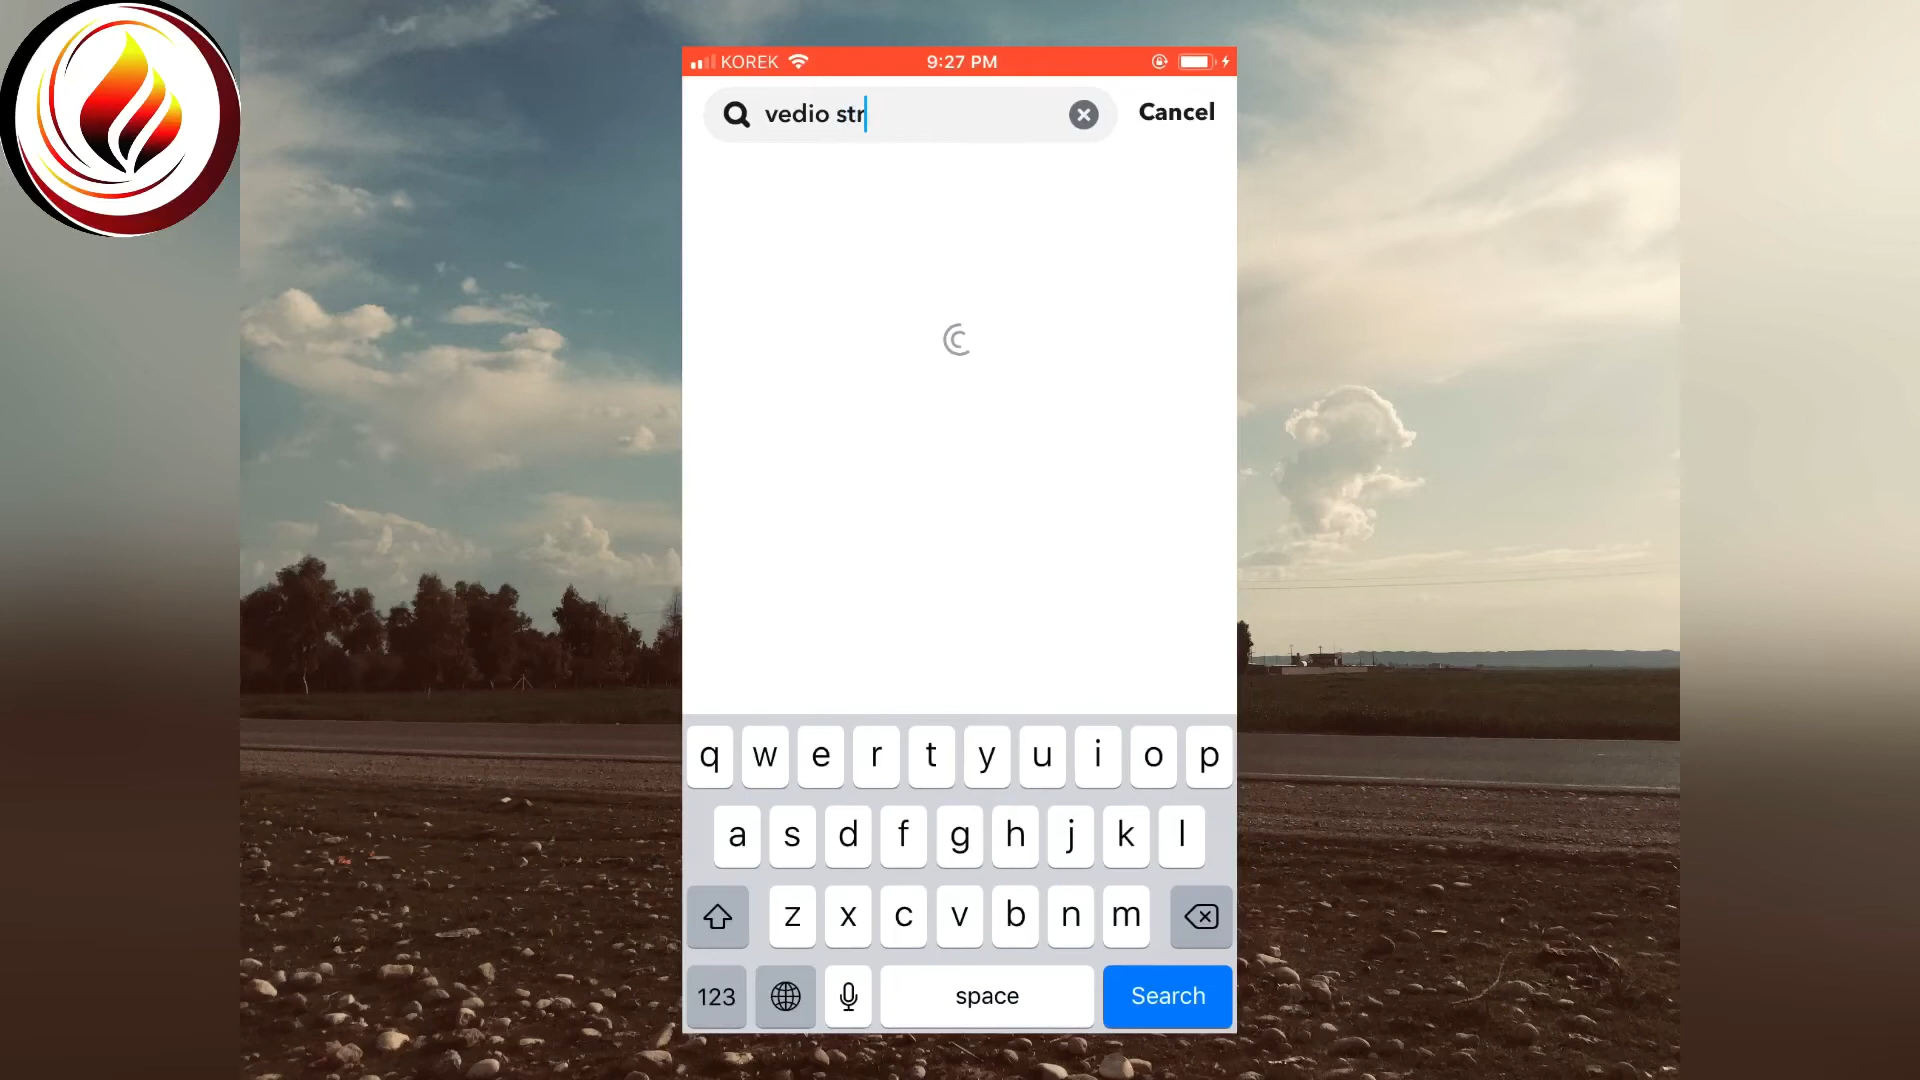 KOREK 9:27 PM
vedio str Cancel
q w e r t y u i o p
a s d f g h j k l
z x c v b n m
123 space Search